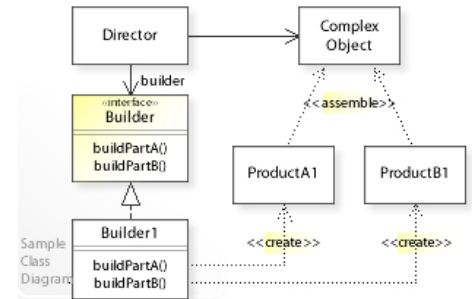 Director
Complex
Object
builder
«interface»
Builder
buildPartA()
buildPartB()
<<assemble>>
ProductA1
ProductB1
Builder1
buildPartA()
buildPartB()
<<create>>
<<create>>
Sample
Class
Diagram